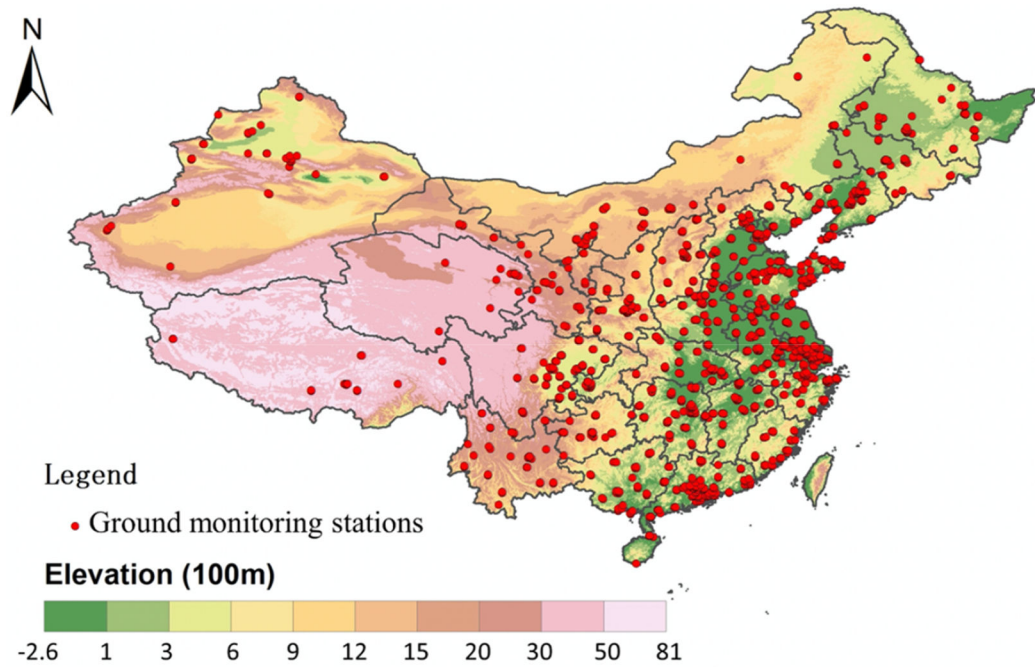 N
Legend
Ground monitoring stations
Elevation (100m)
-2.6 1 3 6 9 12 15 20 30 50 81